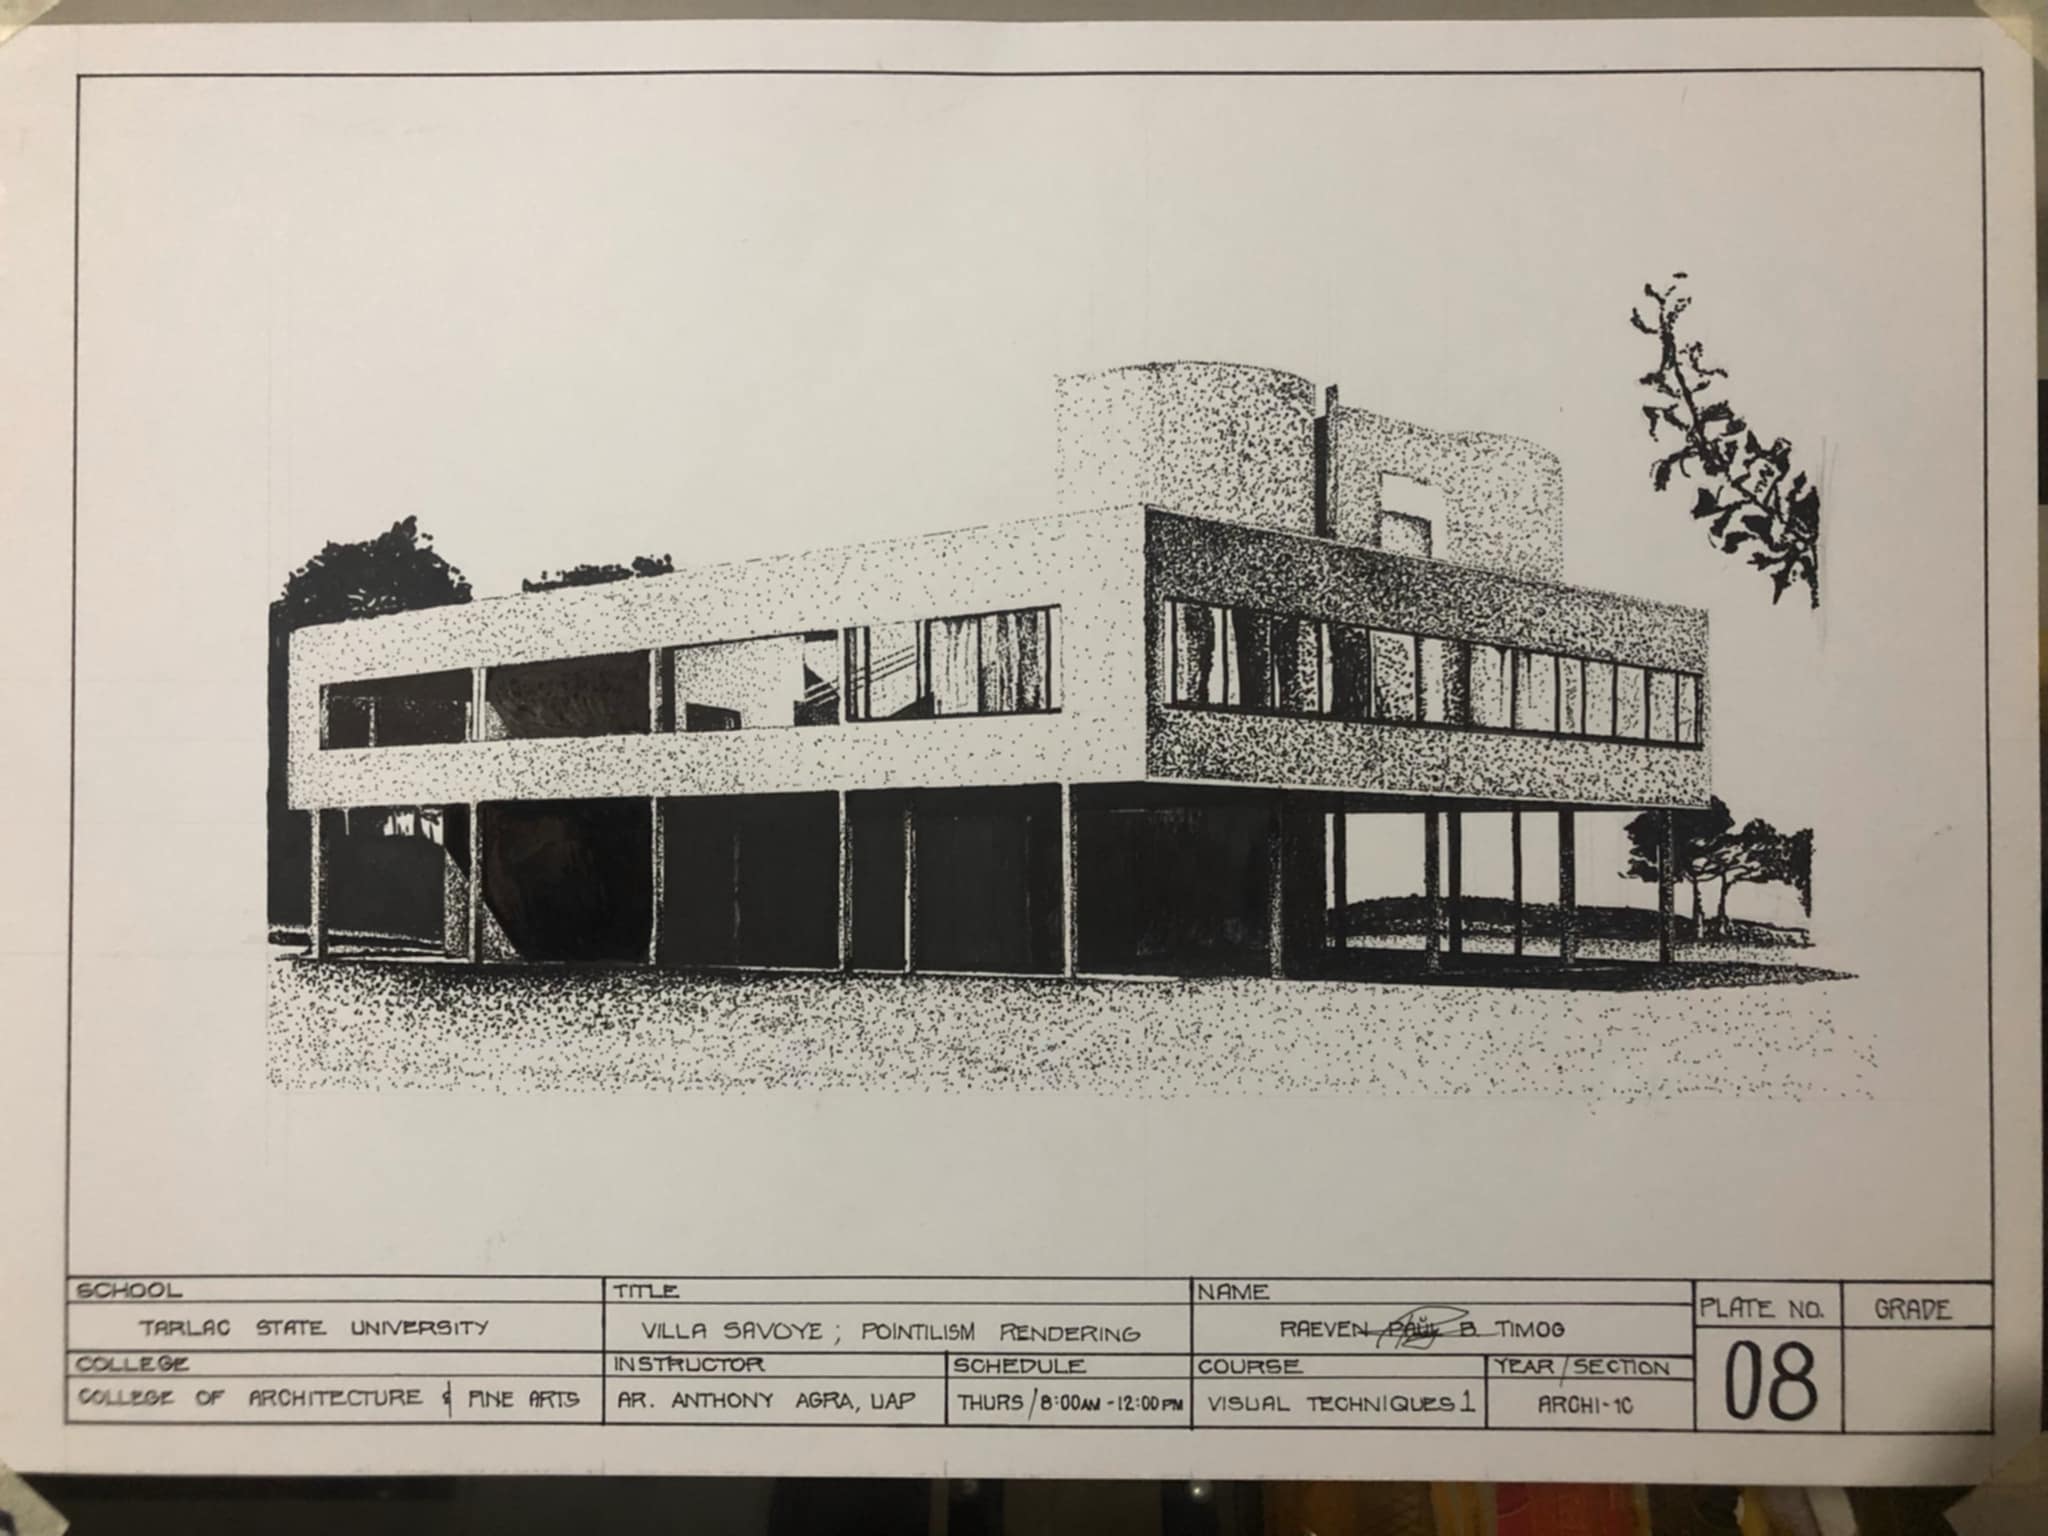 SCHOOL
TARLAC STATE UNIVERSITY
COLLEGE
COLLEGE OF ARCHITECTURE & FINE ARTS
TITLE
VILLA SAVOYE ; POINTILISM RENDERING
INSTRUCTOR
AR. ANTHONY AGRA, UAP
SCHEDULE
THURS / 8:00AM - 12:00PM
NAME
RAEVEN PAUL B. TIMOG
COURSE
VISUAL TECHNIQUES 1
YEAR / SECTION
ARCHI-1C
PLATE NO.
08
GRADE